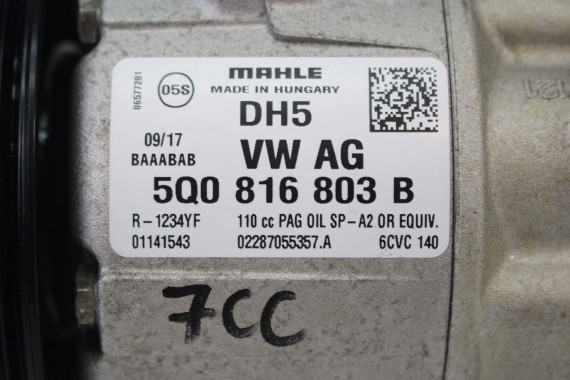 06577281
05S
MAHLE
MADE IN HUNGARY
DH5
09/17
BAAABAB
VW AG
5Q0 816 803 B
R-1234YF 110 cc PAG OIL SP-A2 OR EQUIV.
01141543 02287055357.A 6CVC 140
7CC